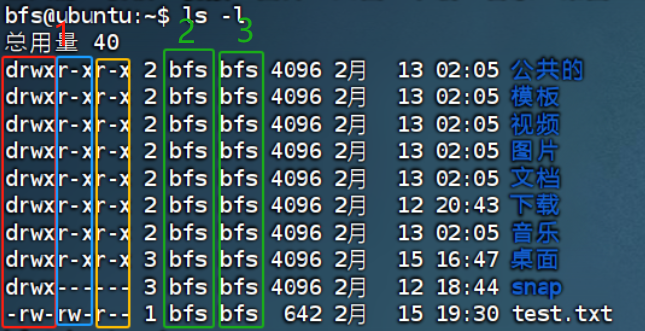 bfs@ubuntu:~$ ls -l
总用量 40
1 2 3
drwxr-xr-x 2 bfs bfs 4096 2月 13 02:05 公共的
drwxr-xr-x 2 bfs bfs 4096 2月 13 02:05 模板
drwxr-xr-x 2 bfs bfs 4096 2月 13 02:05 视频
drwxr-xr-x 2 bfs bfs 4096 2月 13 02:05 图片
drwxr-xr-x 2 bfs bfs 4096 2月 13 02:05 文档
drwxr-xr-x 2 bfs bfs 4096 2月 12 20:43 下载
drwxr-xr-x 2 bfs bfs 4096 2月 13 02:05 音乐
drwxr-xr-x 3 bfs bfs 4096 2月 15 16:47 桌面
drwx------ 3 bfs bfs 4096 2月 12 18:44 snap
-rw-rw-r-- 1 bfs bfs 642 2月 15 19:30 test.txt